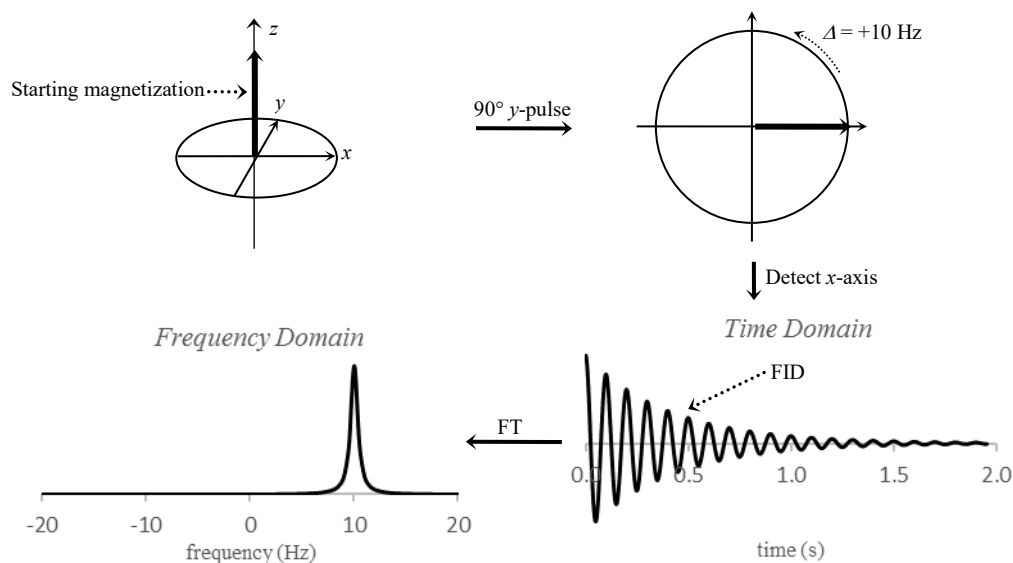 z
Starting magnetization
y
x
90° y-pulse
Δ = +10 Hz
Detect x-axis
Frequency Domain
-20 -10 0 10 20
frequency (Hz)
FT
Time Domain
FID
0.0 0.5 1.0 1.5 2.0
time (s)